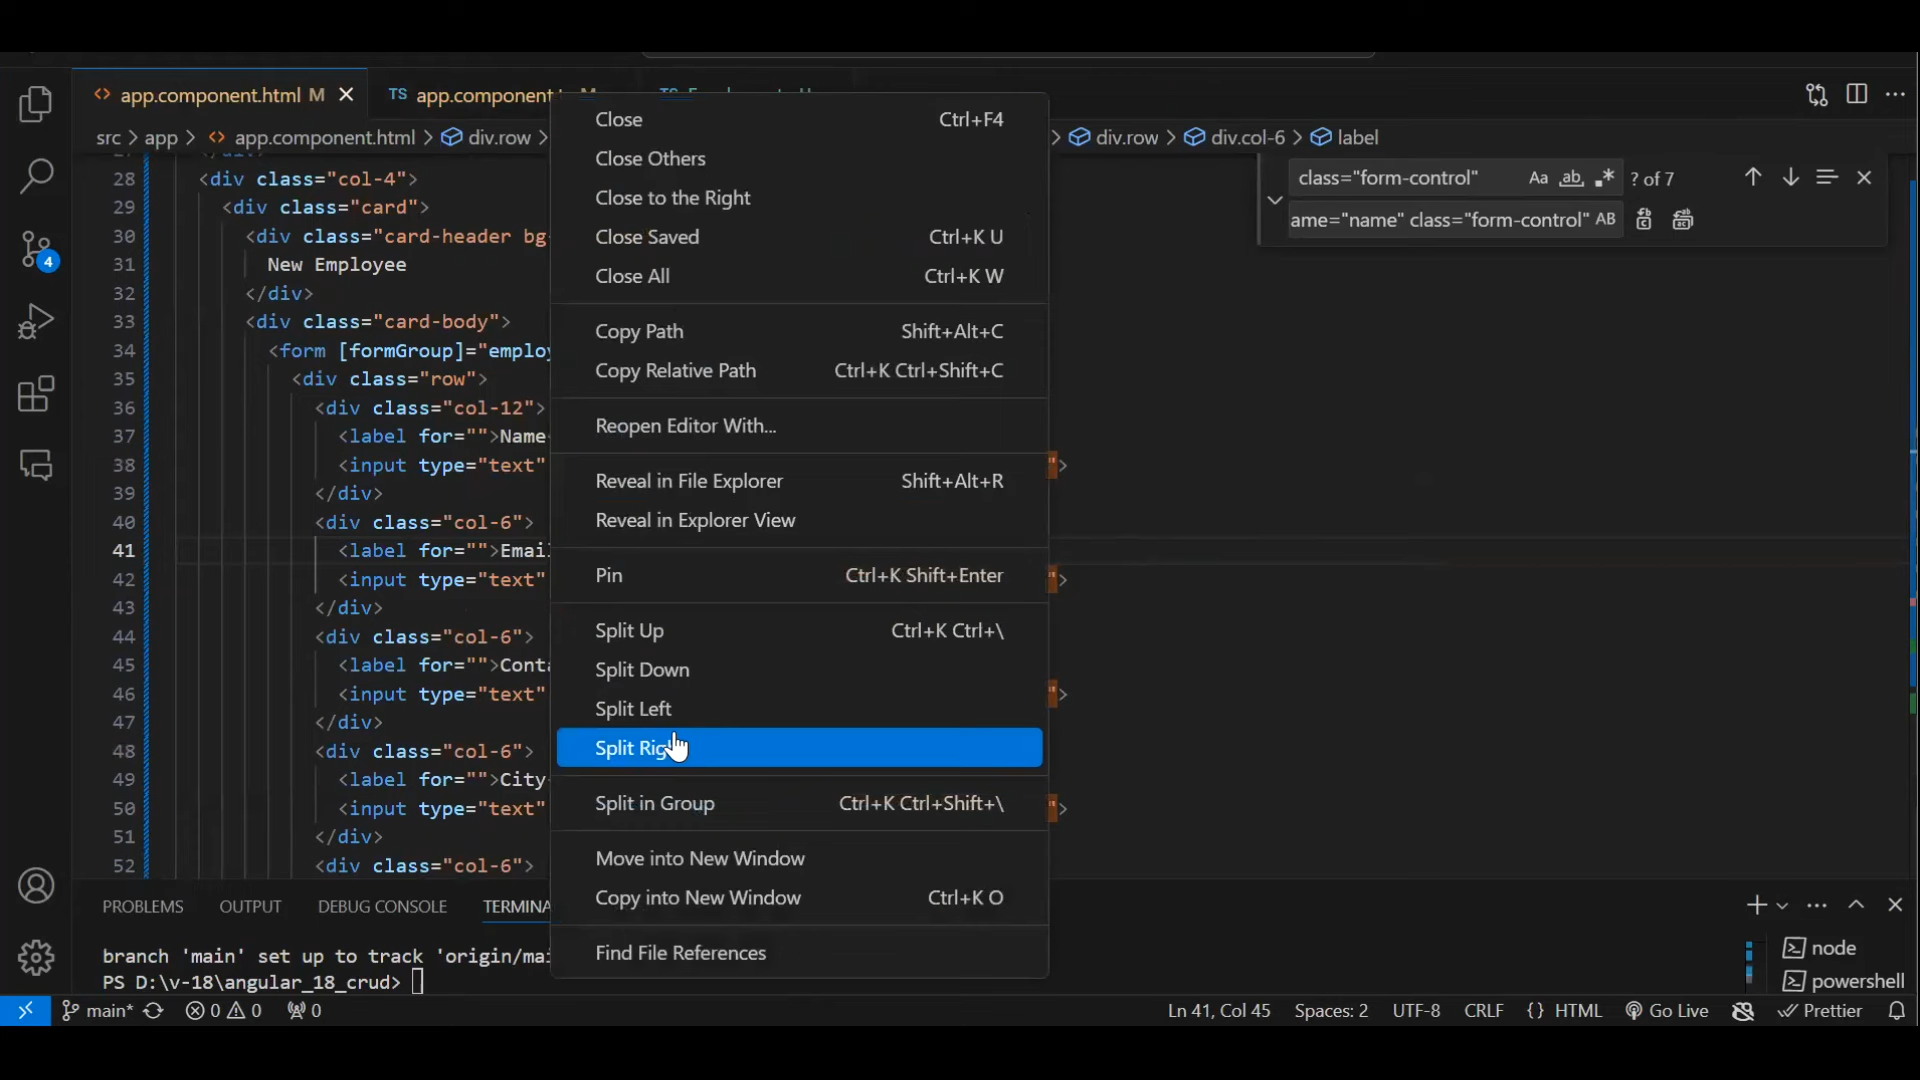 app.component.html M
TS app.component.
src > app > app.component.html > div.row >
> div.row > div.col-6 > label
28 <div class="col-4">
29 <div class="card">
30 <div class="card-header bg-
31 New Employee
32 </div>
33 <div class="card-body">
34 <form [formGroup]="emplo
35 <div class="row">
36 <div class="col-12">
37 <label for="">Name
38 <input type="text" ">
39 </div>
40 <div class="col-6">
41 <label for="">Email
42 <input type="text" ">
43 </div>
44 <div class="col-6">
45 <label for="">Conta
46 <input type="text" ">
47 </div>
48 <div class="col-6">
49 <label for="">City
50 <input type="text" ">
51 </div>
52 <div class="col-6">
class="form-control" Aa ab ? of 7
ame="name" class="form-control" AB
Close Ctrl+F4
Close Others
Close to the Right
Close Saved Ctrl+K U
Close All Ctrl+K W
Copy Path Shift+Alt+C
Copy Relative Path Ctrl+K Ctrl+Shift+C
Reopen Editor With...
Reveal in File Explorer Shift+Alt+R
Reveal in Explorer View
Pin Ctrl+K Shift+Enter
Split Up Ctrl+K Ctrl+\
Split Down
Split Left
Split Rig
Split in Group Ctrl+K Ctrl+Shift+\
Move into New Window
Copy into New Window Ctrl+K O
Find File References
4
PROBLEMS OUTPUT DEBUG CONSOLE TERMINA
branch 'main' set up to track 'origin/mai
PS D:\v-18\angular_18_crud>
node
powershell
main* 0 0 0
Ln 41, Col 45 Spaces: 2 UTF-8 CRLF {} HTML Go Live Prettier